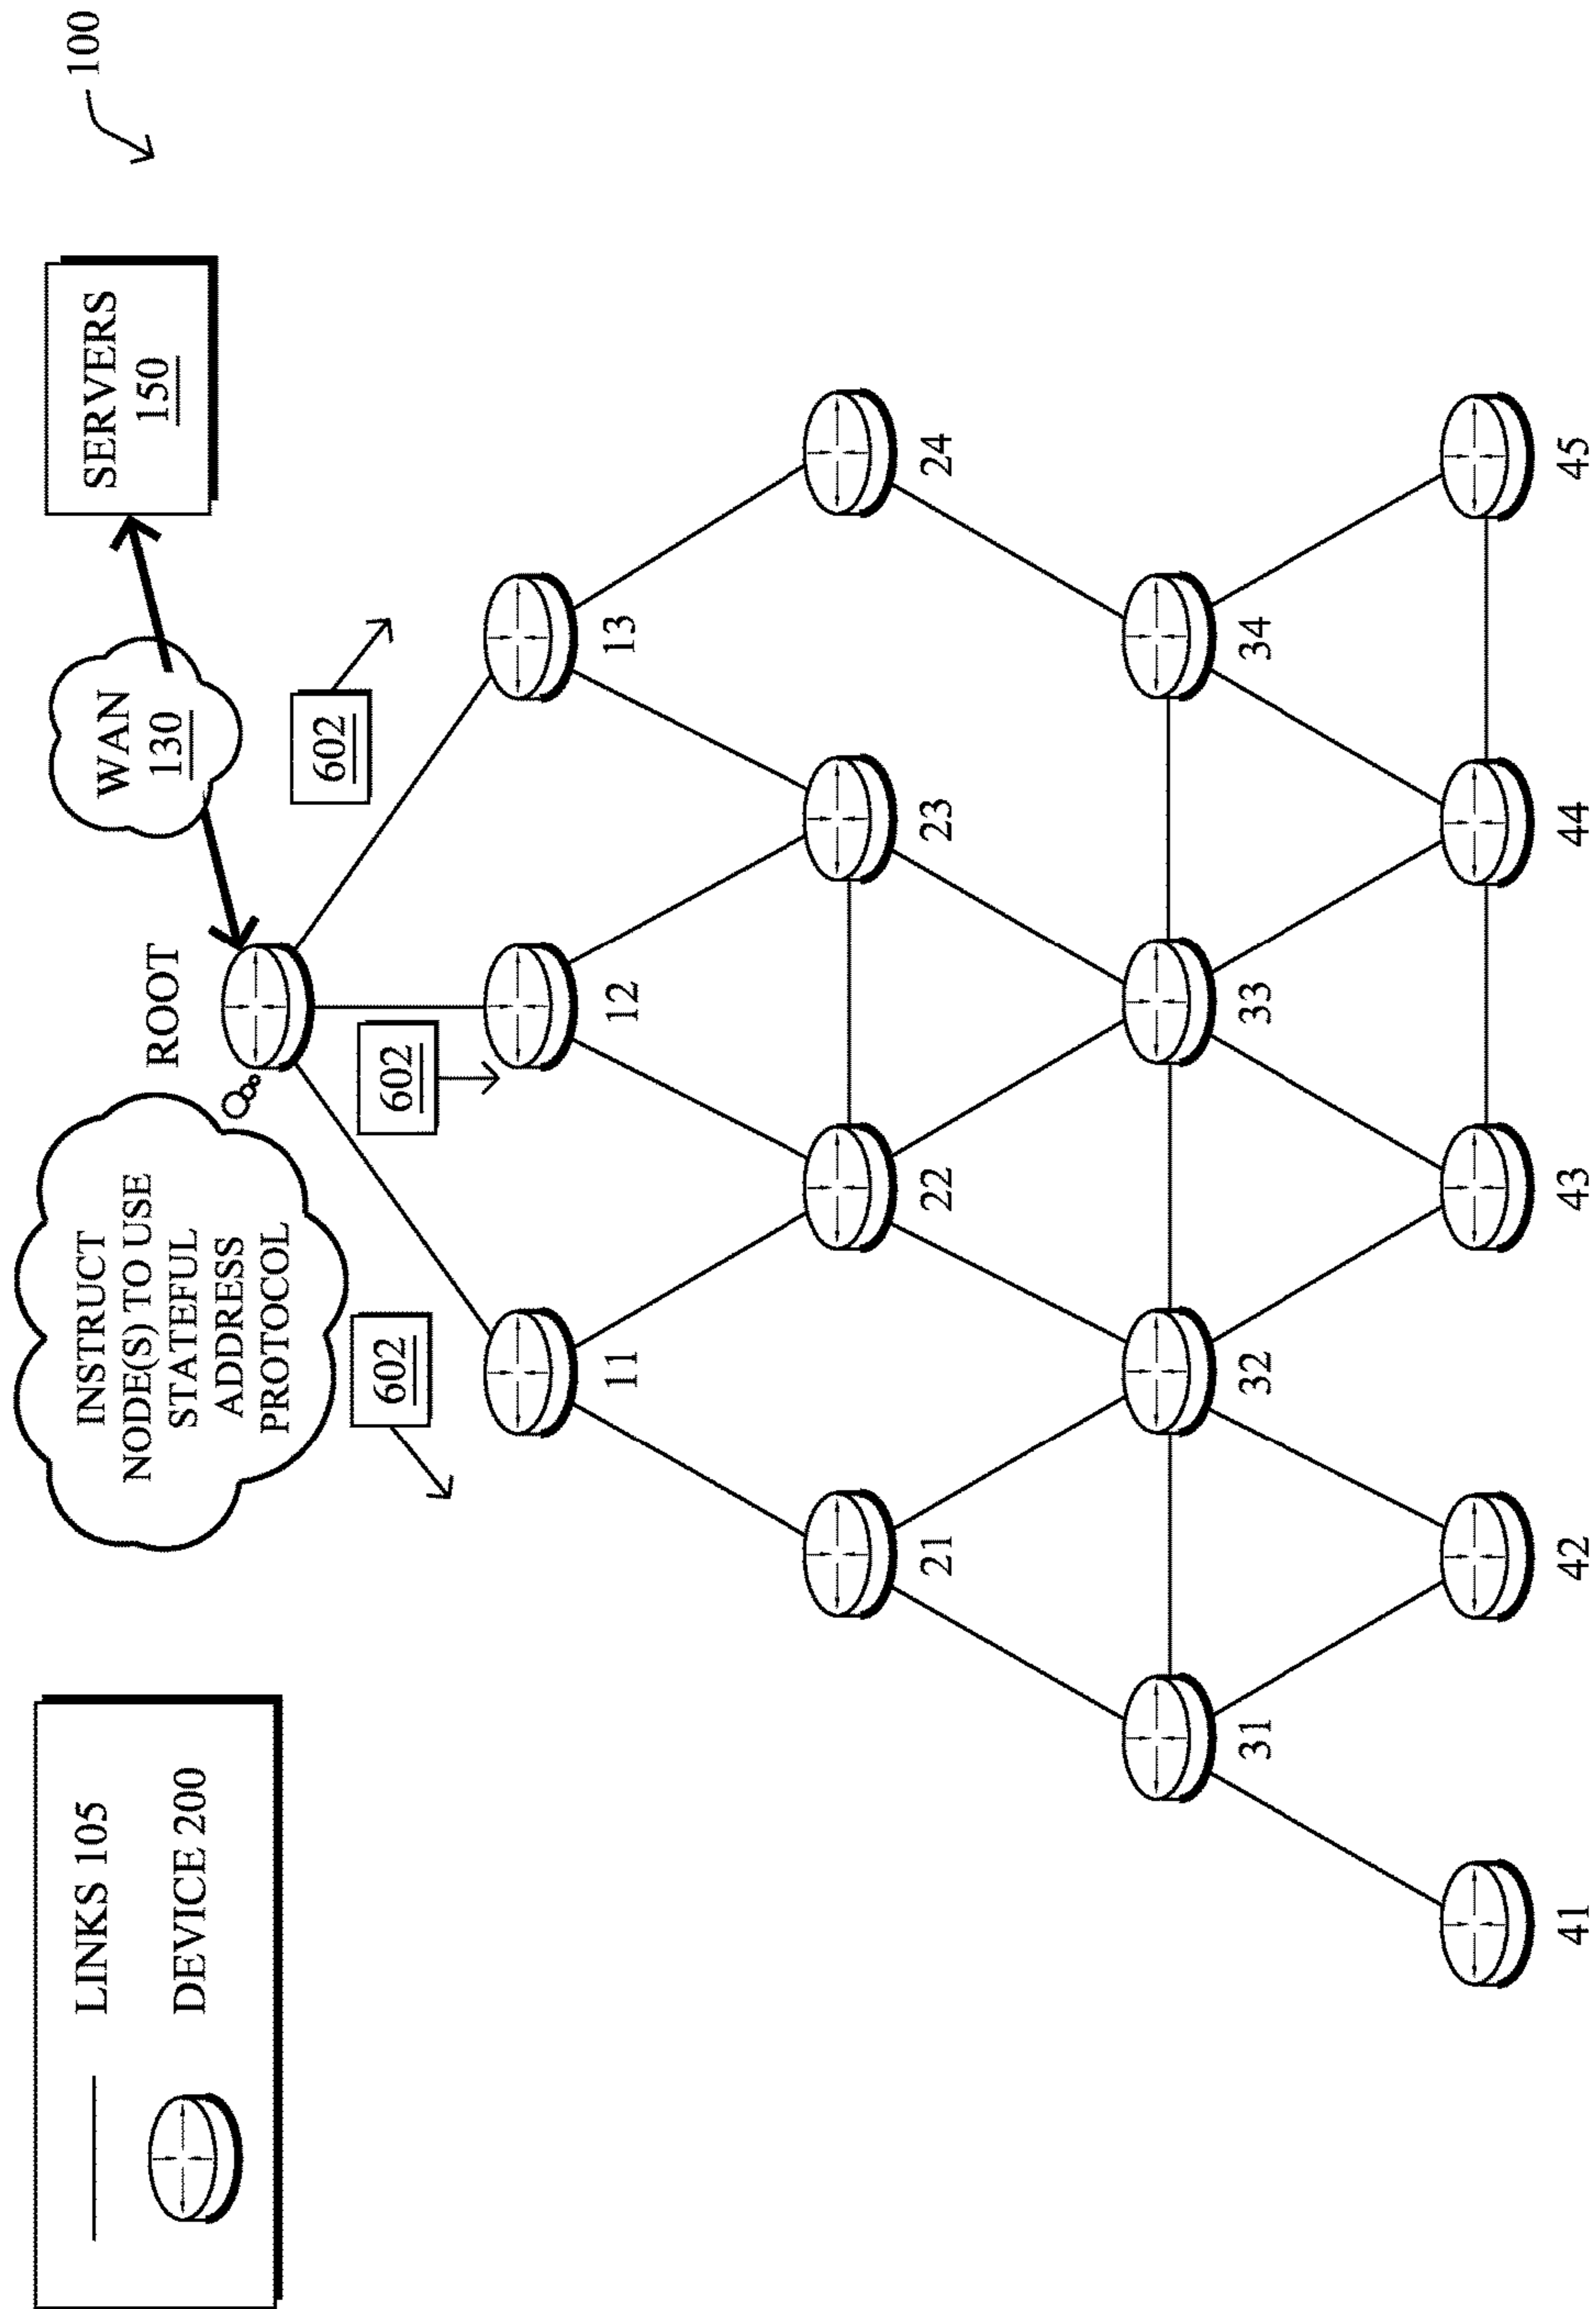 LINKS 105
DEVICE 200
INSTRUCT
NODE(S) TO USE
STATEFUL
ADDRESS
PROTOCOL
ROOT
WAN
130
SERVERS
150
100
602
602
602
11
12
13
21
22
23
24
31
32
33
34
41
42
43
44
45